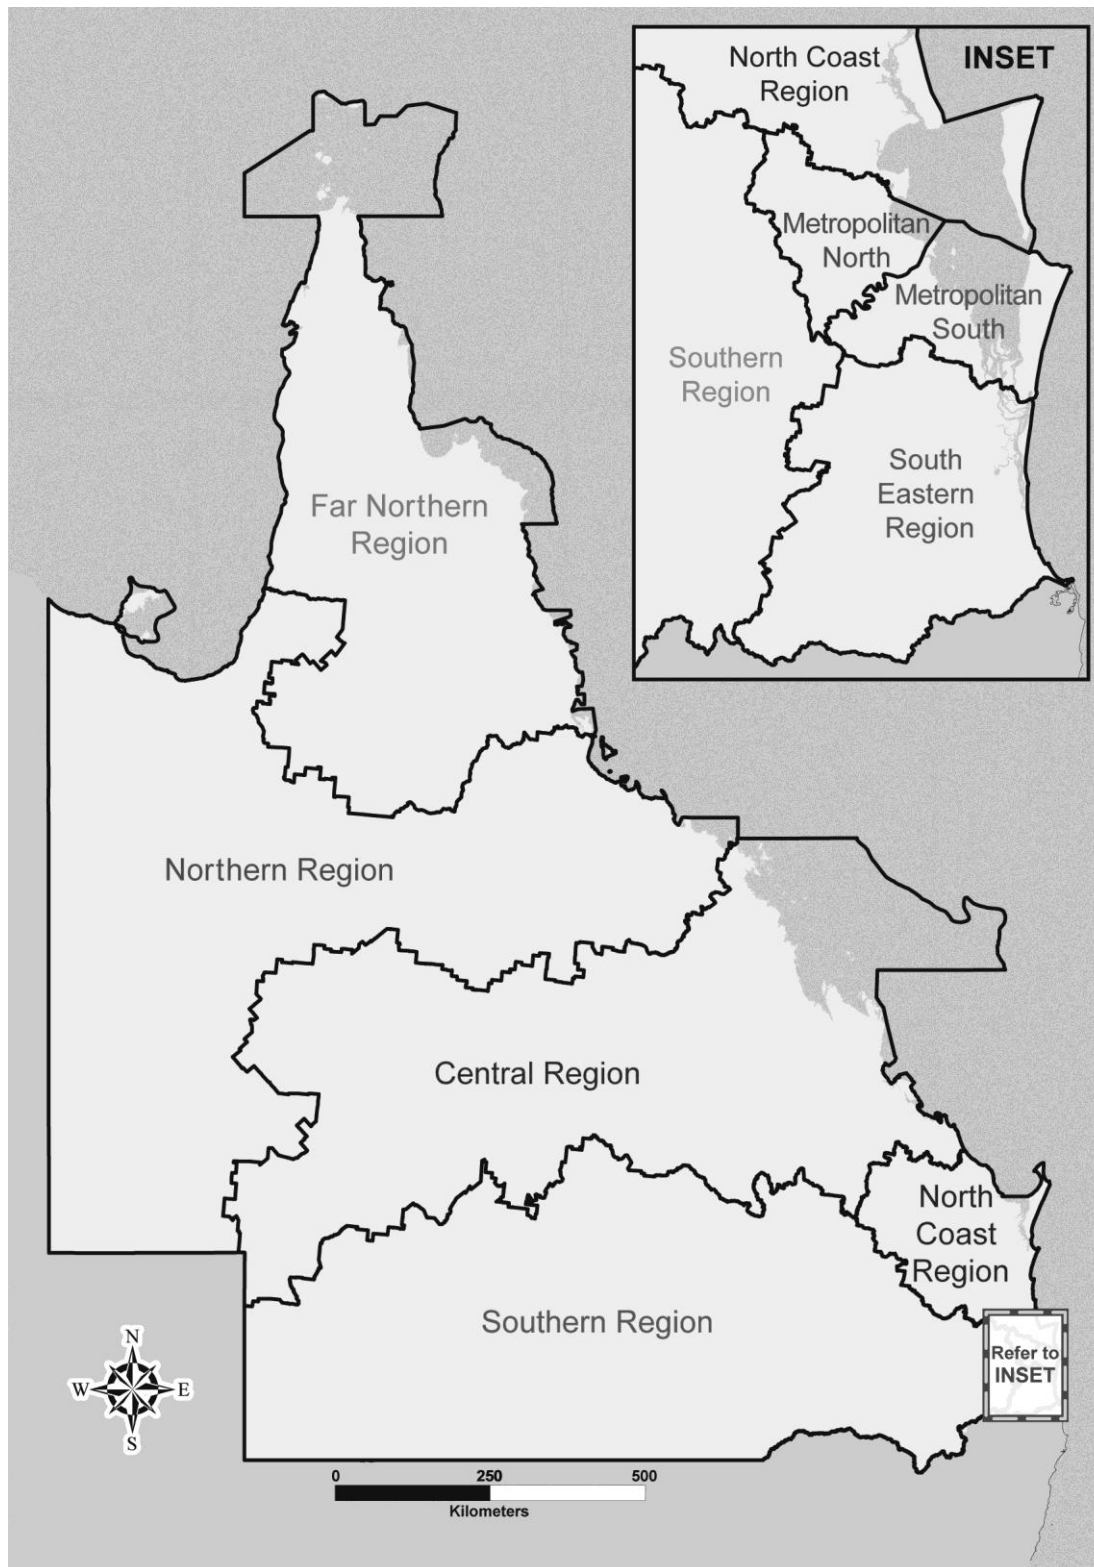 North Coast
Region
INSET
Metropolitan
North
Metropolitan
South
Southern
Region
South
Eastern
Region
Far Northern
Region
Northern Region
Central Region
North
Coast
Region
Southern Region
Refer to
INSET
N
W E
S
0 250 500
Kilometers